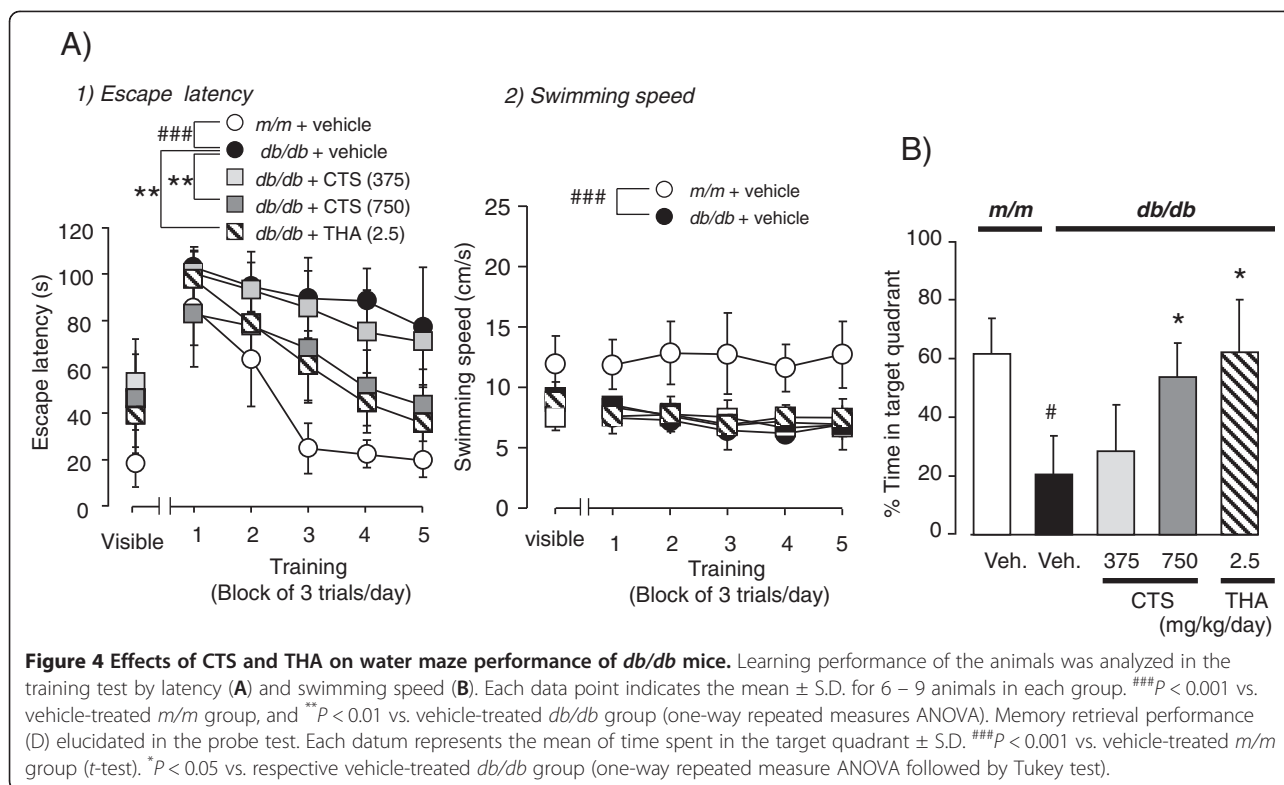 A)
1) Escape latency
### m/m + vehicle
db/db + vehicle
** ** db/db + CTS (375)
db/db + CTS (750)
db/db + THA (2.5)
Escape latency (s)
120
100
80
60
40
20
0
Visible 1 2 3 4 5
Training
(Block of 3 trials/day)
2) Swimming speed
### m/m + vehicle
db/db + vehicle
Swimming speed (cm/s)
25
20
15
10
5
0
visible 1 2 3 4 5
Training
(Block of 3 trials/day)
B)
m/m db/db
% Time in target quadrant
100
80
60
40
20
0
# * *
Veh. Veh. 375 750 2.5
CTS THA
(mg/kg/day)
Figure 4 Effects of CTS and THA on water maze performance of db/db mice. Learning performance of the animals was analyzed in the
training test by latency (A) and swimming speed (B). Each data point indicates the mean ± S.D. for 6 – 9 animals in each group. ###P < 0.001 vs.
vehicle-treated m/m group, and **P < 0.01 vs. vehicle-treated db/db group (one-way repeated measures ANOVA). Memory retrieval performance
(D) elucidated in the probe test. Each datum represents the mean of time spent in the target quadrant ± S.D. ###P < 0.001 vs. vehicle-treated m/m
group (t-test). *P < 0.05 vs. respective vehicle-treated db/db group (one-way repeated measure ANOVA followed by Tukey test).